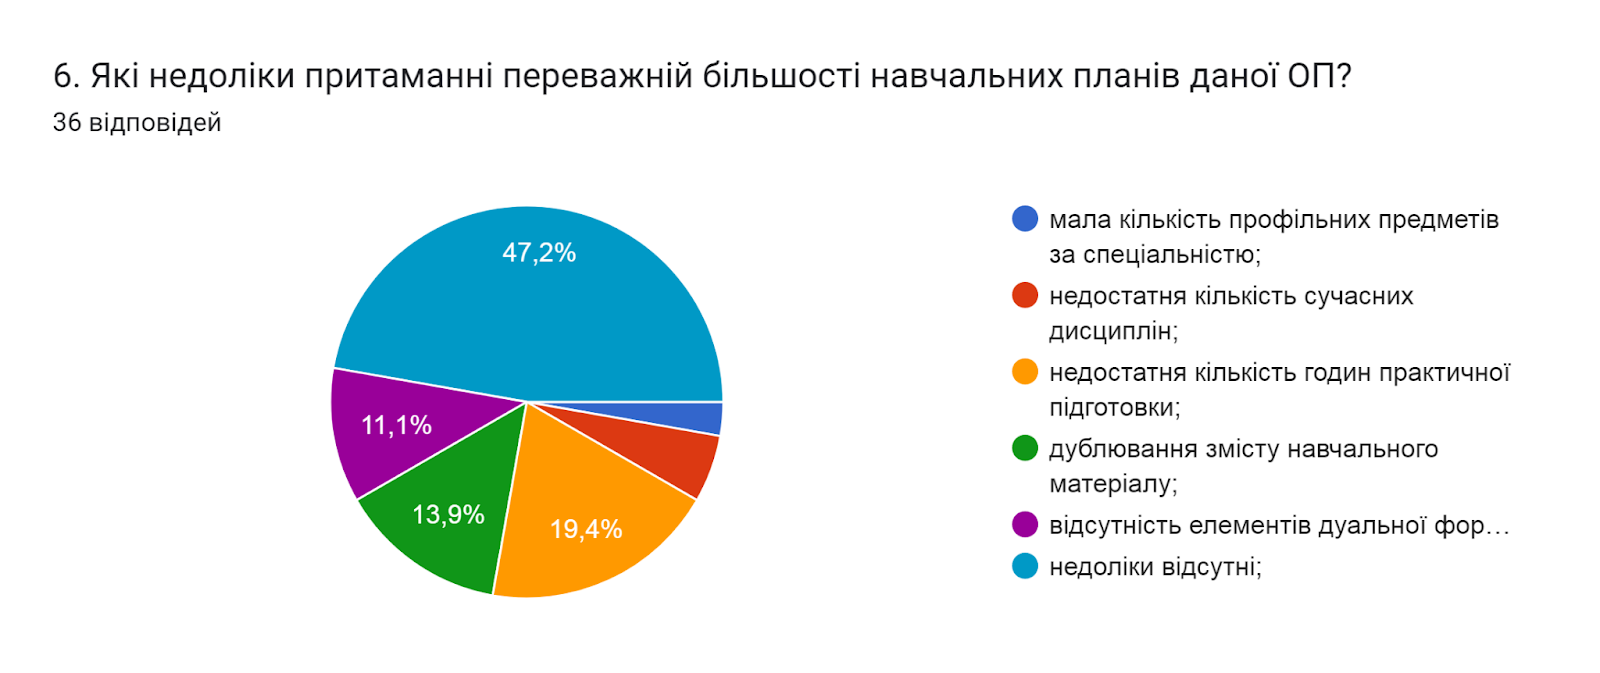 6. Які недоліки притаманні переважній більшості навчальних планів даної ОП?
36 відповідей
47,2%
11,1%
13,9%
19,4%
мала кількість профільних предметів
за спеціальністю;
недостатня кількість сучасних
дисциплін;
недостатня кількість годин практичної
підготовки;
дублювання змісту навчального
матеріалу;
відсутність елементів дуальної фор...
недоліки відсутні;